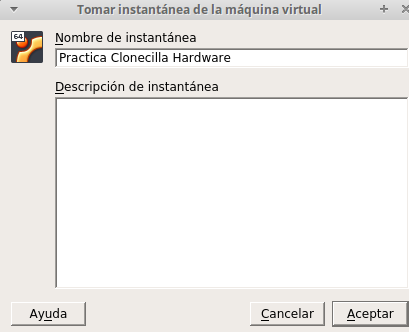 Tomar instantánea de la máquina virtual
64
Nombre de instantánea
Practica Clonecilla Hardware
Descripción de instantánea
Ayuda
Cancelar
Aceptar